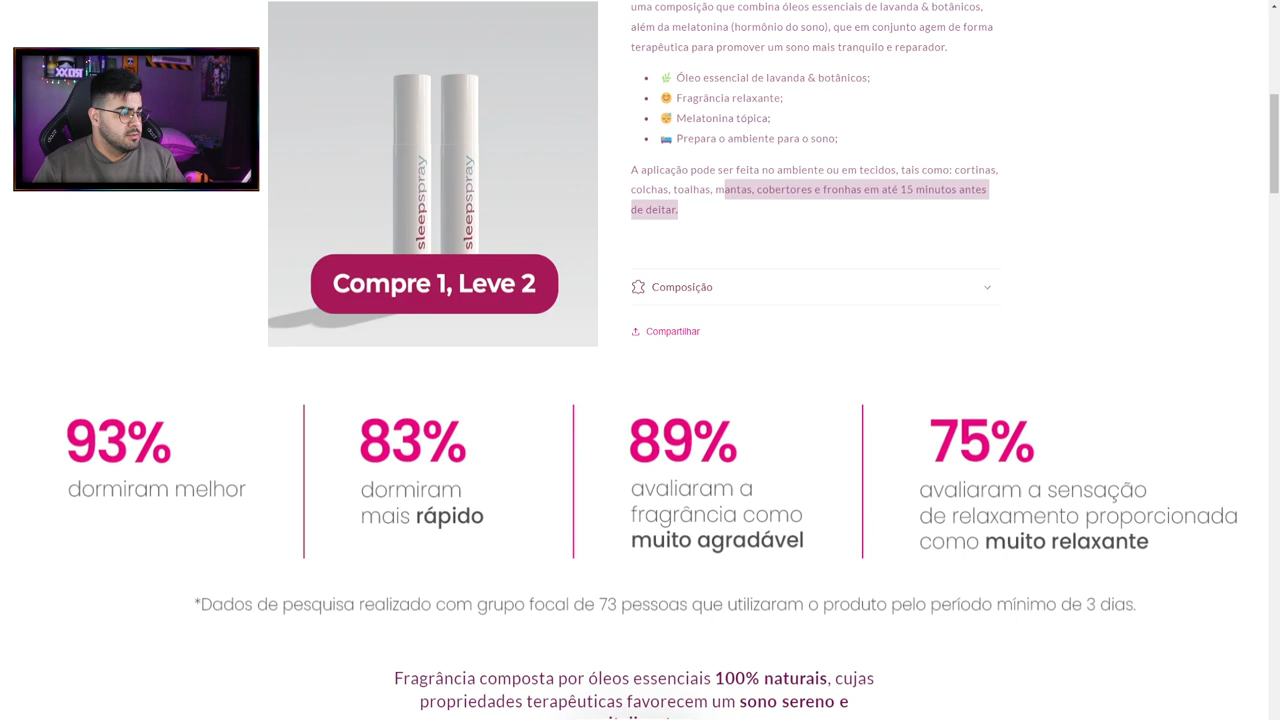 uma composição que combina óleos essenciais de lavanda & botânicos,
além da melatonina (hormônio do sono), que em conjunto agem de forma
terapêutica para promover um sono mais tranquilo e reparador.
Óleo essencial de lavanda & botânicos;
Fragrância relaxante;
Melatonina tópica;
Prepara o ambiente para o sono;
A aplicação pode ser feita no ambiente ou em tecidos, tais como: cortinas,
colchas, toalhas, mantas, cobertores e fronhas em até 15 minutos antes
de deitar.
sleepspray
sleepspray
Compre 1, Leve 2
Composição
Compartilhar
93%
dormiram melhor
83%
dormiram
mais rápido
89%
avaliaram a
fragrância como
muito agradável
75%
avaliaram a sensação
de relaxamento proporcionada
como muito relaxante
*Dados de pesquisa realizado com grupo focal de 73 pessoas que utilizaram o produto pelo período mínimo de 3 dias.
Fragrância composta por óleos essenciais 100% naturais, cujas
propriedades terapêuticas favorecem um sono sereno e